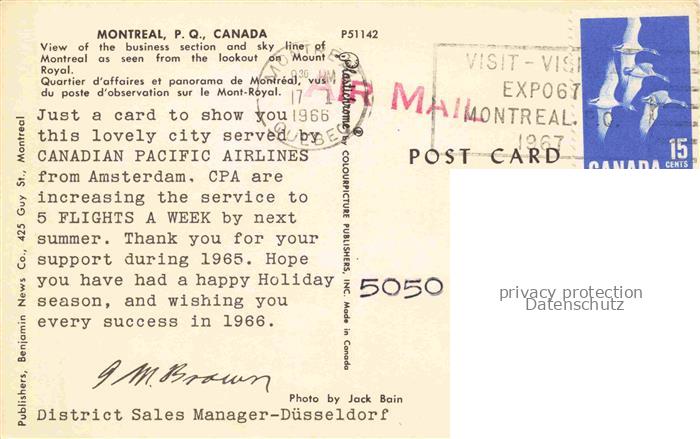 MONTREAL, P. Q., CANADA
View of the business section and sky line of
Montreal as seen from the lookout on Mount
Royal.
Quartier d'affaires et panorama de Montréal, vus
du poste d'observation sur le Mont-Royal.
P51142
Just a card to show you
this lovely city served by
CANADIAN PACIFIC AIRLINES
from Amsterdam. CPA are
increasing the service to
5 FLIGHTS A WEEK by next
summer. Thank you for your
support during 1965. Hope
you have had a happy Holiday
season, and wishing you
every success in 1966.
Photo by Jack Bain
District Sales Manager-Düsseldorf
Publishers, Benjamin News Co., 425 Guy St., Montreal
Plastichrome ® by COLOURPICTURE PUBLISHERS, INC. Made in Canada
MONTREAL
PM
17
1966
QUEBEC
AIR MAIL
VISIT - VISI
EXPO67
MONTREAL. P.Q.
1967
POST CARD
CANADA 15
CENTS
5050
privacy protection
Datenschutz